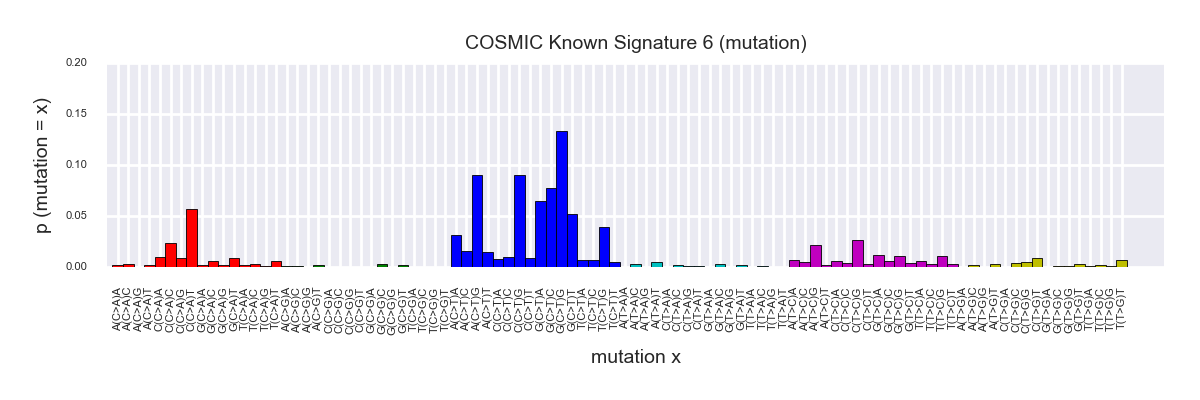 COSMIC Known Signature 6 (mutation)
p (mutation = x)
0.20
0.15
0.10
0.05
0.00
A(C>A)A
A(C>A)C
A(C>A)G
A(C>A)T
C(C>A)A
C(C>A)C
C(C>A)G
C(C>A)T
G(C>A)A
G(C>A)C
G(C>A)G
G(C>A)T
T(C>A)A
T(C>A)C
T(C>A)G
T(C>A)T
A(C>G)A
A(C>G)C
A(C>G)G
A(C>G)T
C(C>G)A
C(C>G)C
C(C>G)G
C(C>G)T
G(C>G)A
G(C>G)C
G(C>G)G
G(C>G)T
T(C>G)A
T(C>G)C
T(C>G)G
T(C>G)T
A(C>T)A
A(C>T)C
A(C>T)G
A(C>T)T
C(C>T)A
C(C>T)C
C(C>T)G
C(C>T)T
G(C>T)A
G(C>T)C
G(C>T)G
G(C>T)T
T(C>T)A
T(C>T)C
T(C>T)G
T(C>T)T
A(T>A)A
A(T>A)C
A(T>A)G
A(T>A)T
C(T>A)A
C(T>A)C
C(T>A)G
C(T>A)T
G(T>A)A
G(T>A)C
G(T>A)G
G(T>A)T
T(T>A)A
T(T>A)C
T(T>A)G
T(T>A)T
A(T>C)A
A(T>C)C
A(T>C)G
A(T>C)T
C(T>C)A
C(T>C)C
C(T>C)G
C(T>C)T
G(T>C)A
G(T>C)C
G(T>C)G
G(T>C)T
T(T>C)A
T(T>C)C
T(T>C)G
T(T>C)T
A(T>G)A
A(T>G)C
A(T>G)G
A(T>G)T
C(T>G)A
C(T>G)C
C(T>G)G
C(T>G)T
G(T>G)A
G(T>G)C
G(T>G)G
G(T>G)T
T(T>G)A
T(T>G)C
T(T>G)G
T(T>G)T
mutation x